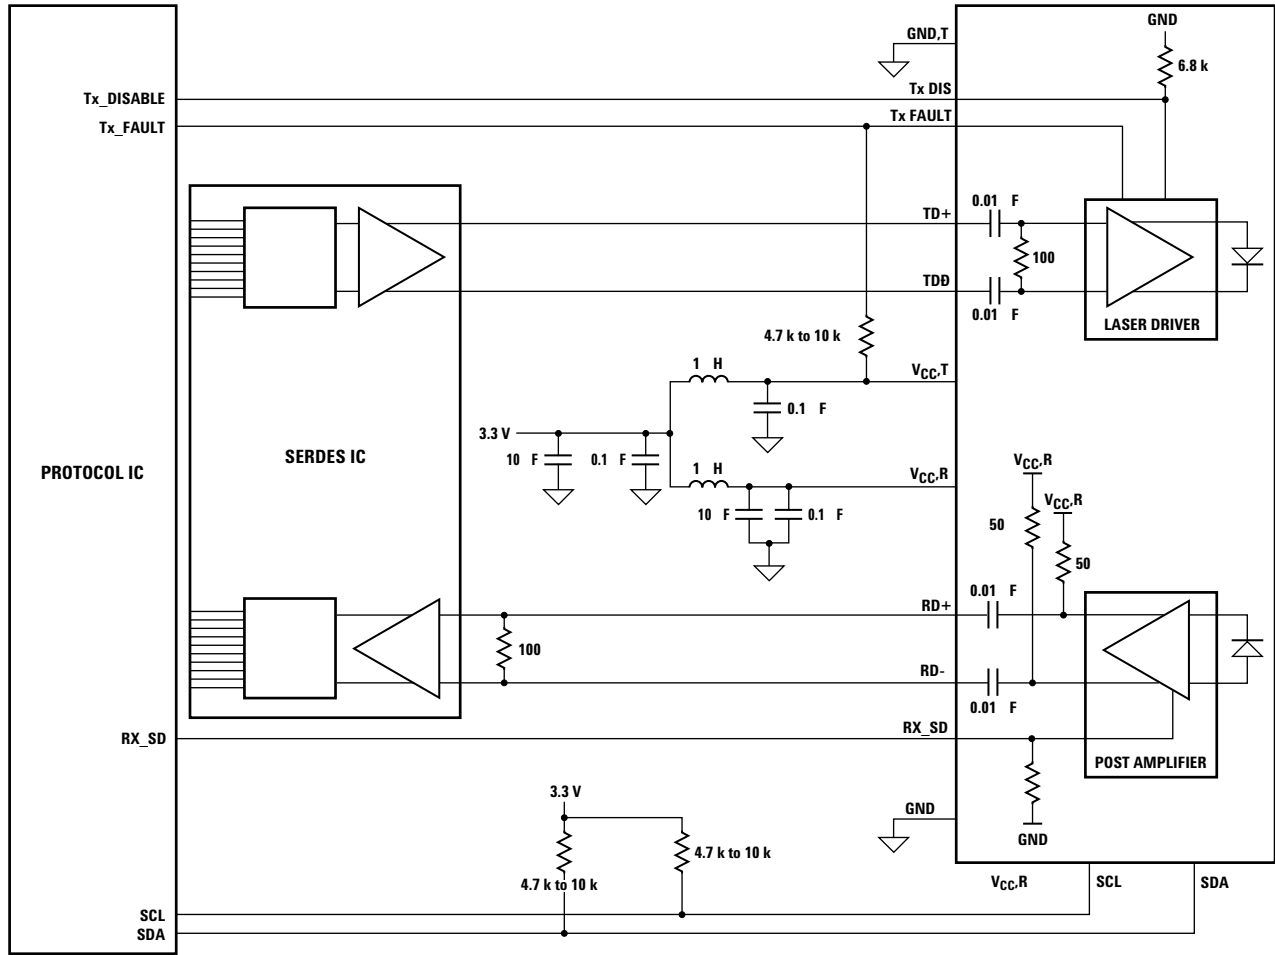 GND
GND,T
6.8 k
Tx_DISABLE
Tx DIS
Tx_FAULT
Tx FAULT
0.01 F
TD+
100
TDÐ
0.01 F
LASER DRIVER
4.7 k to 10 k
1 H
VCC,T
0.1 F
3.3 V
SERDES IC
10 F
0.1 F
PROTOCOL IC
1 H
VCC,R
VCC,R
VCC,R
10 F
0.1 F
50
50
0.01 F
RD+
100
RD-
0.01 F
RX_SD
RX_SD
POST AMPLIFIER
3.3 V
GND
GND
4.7 k to 10 k
4.7 k to 10 k
VCC,R
SCL
SDA
SCL
SDA